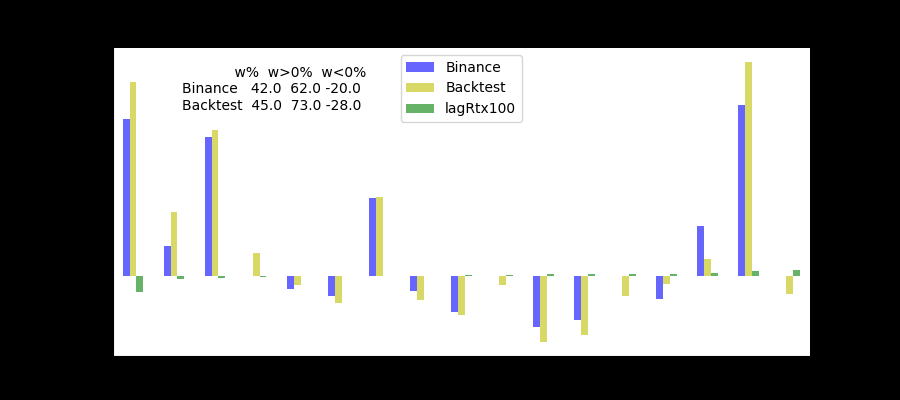 w% w>0% w<0%
Binance 42.0 62.0 -20.0
Backtest 45.0 73.0 -28.0
Binance
Backtest
lagRtx100